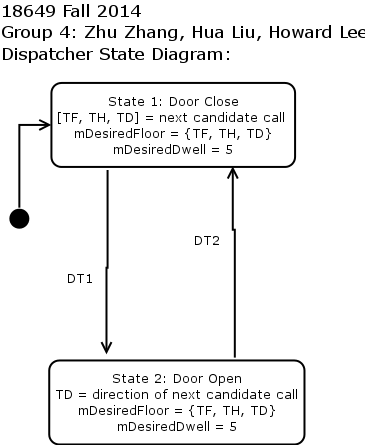 18649 Fall 2014
Group 4: Zhu Zhang, Hua Liu, Howard Lee
Dispatcher State Diagram:
State 1: Door Close
[TF, TH, TD] = next candidate call
mDesiredFloor = {TF, TH, TD}
mDesiredDwell = 5
DT2
DT1
State 2: Door Open
TD = direction of next candidate call
mDesiredFloor = {TF, TH, TD}
mDesiredDwell = 5